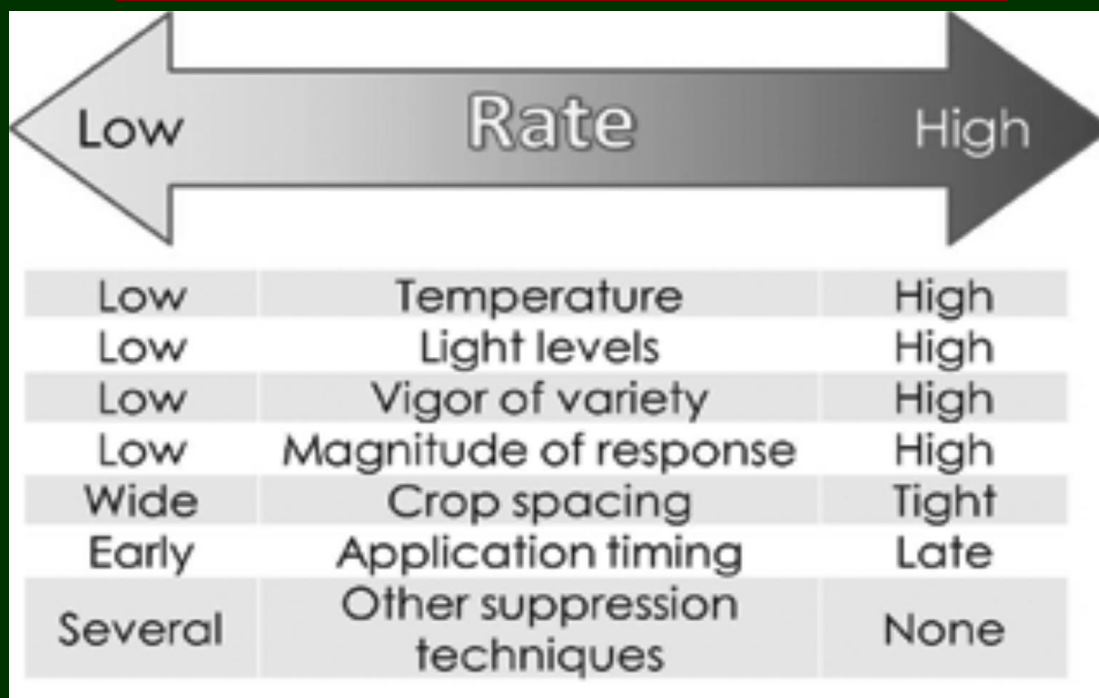 Low Rate High
Low Temperature High
Low Light levels High
Low Vigor of variety High
Low Magnitude of response High
Wide Crop spacing Tight
Early Application timing Late
Several Other suppression techniques None